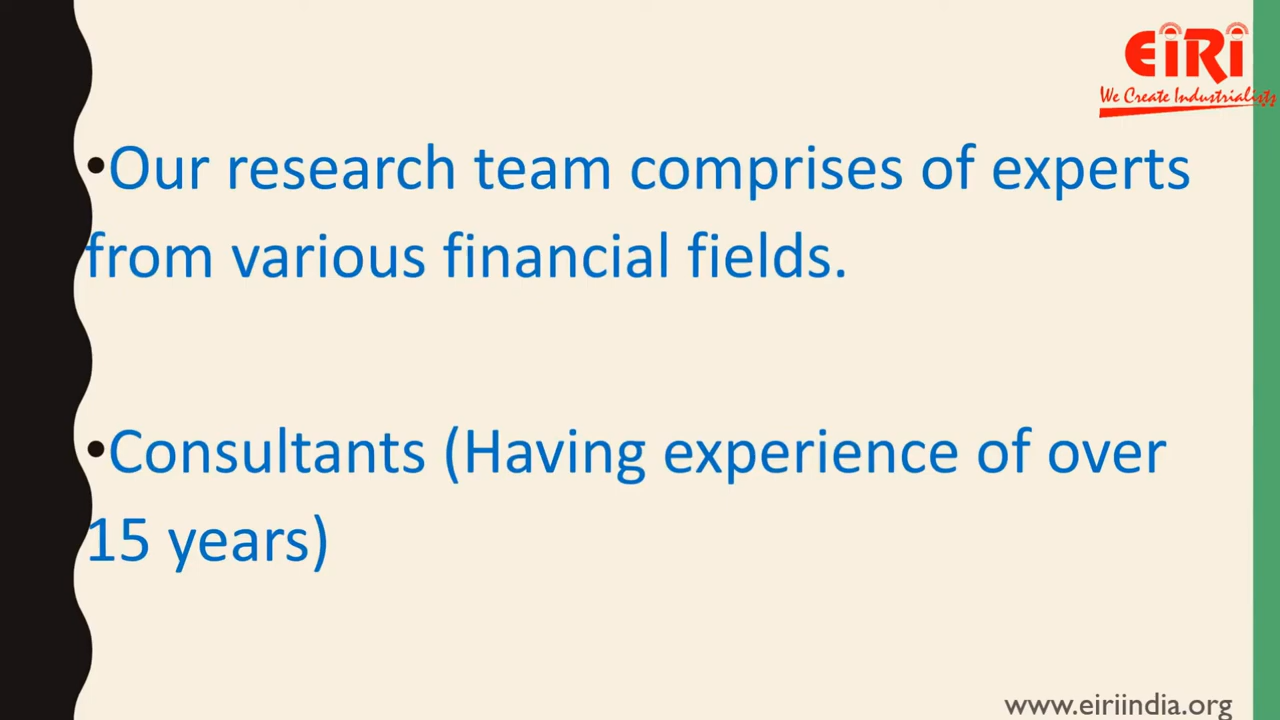 EiRi
We Create Industrialists
•Our research team comprises of experts
from various financial fields.
•Consultants (Having experience of over
15 years)
www.eiriindia.org